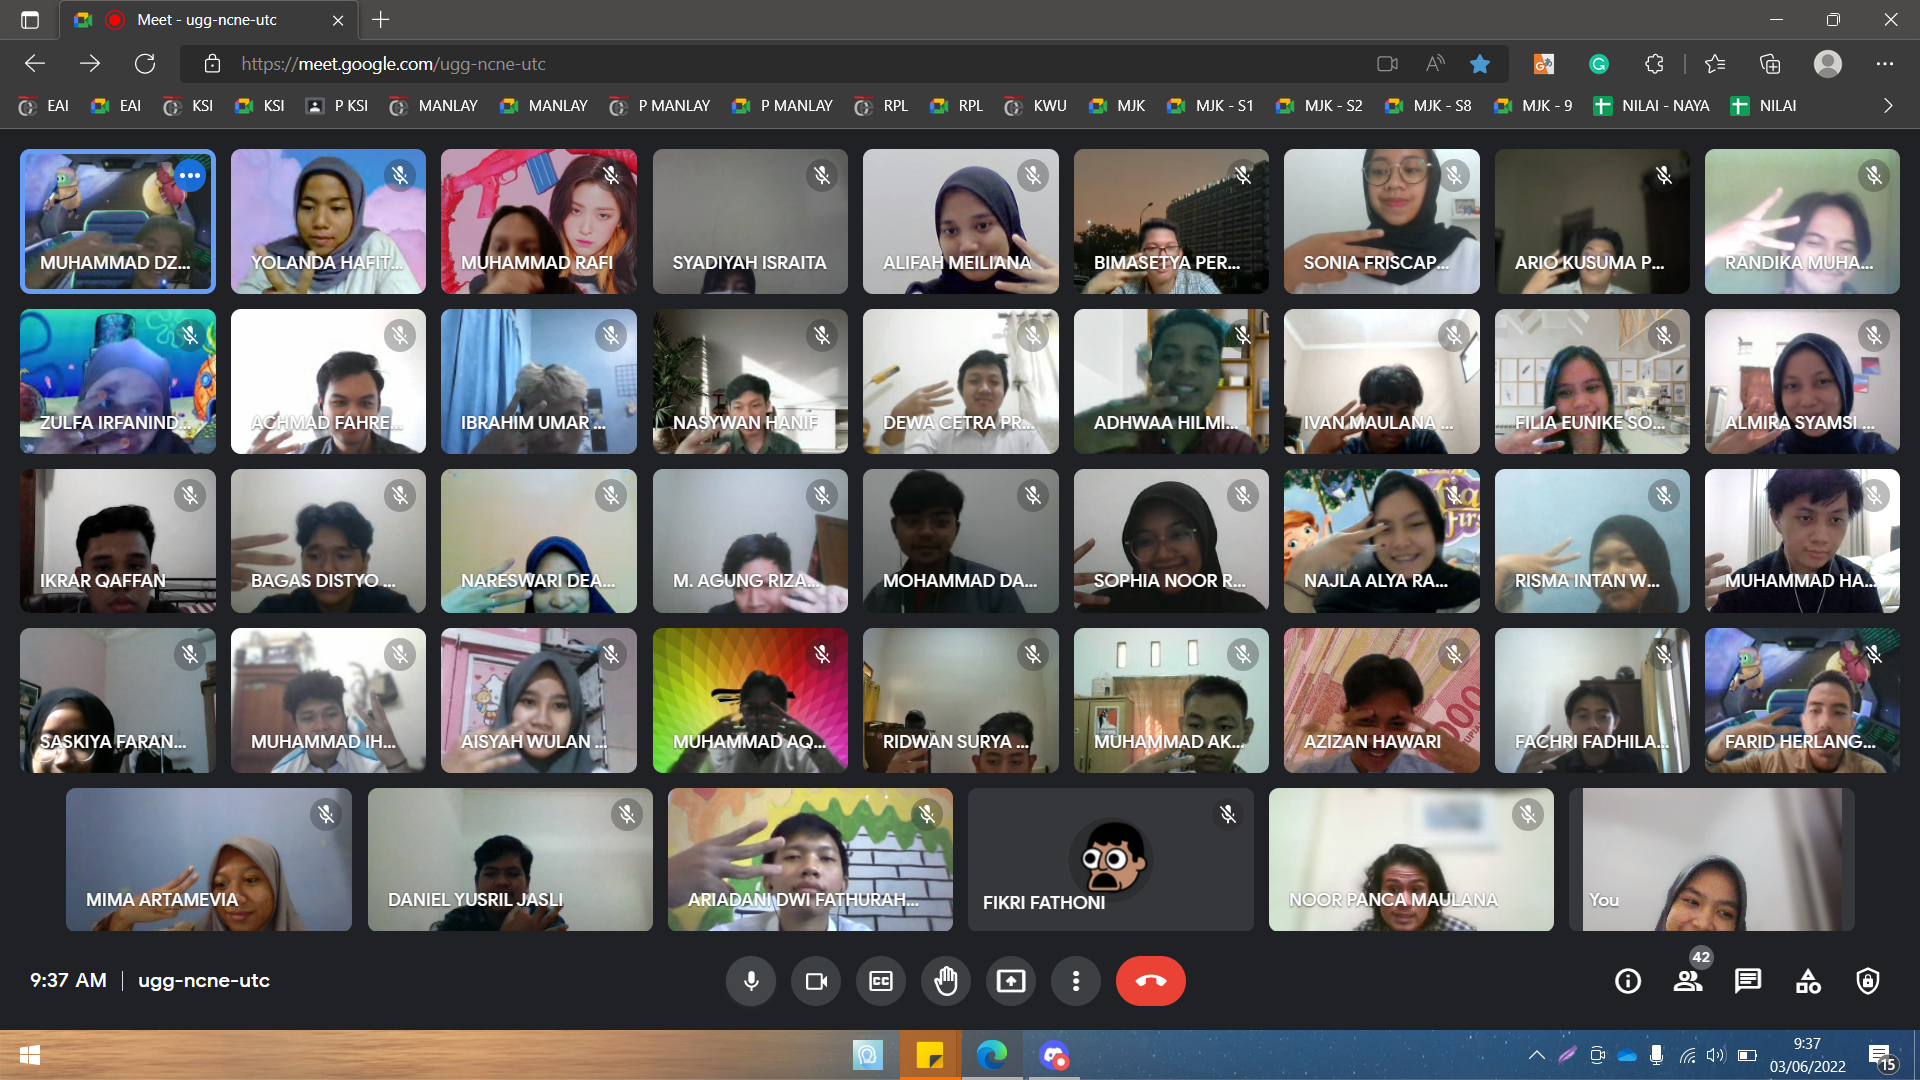 Meet - ugg-ncne-utc
https://meet.google.com/ugg-ncne-utc
EAI EAI KSI KSI P KSI MANLAY MANLAY P MANLAY P MANLAY RPL RPL KWU MJK MJK - S1 MJK - S2 MJK - S8 MJK - 9 NILAI - NAYA NILAI
MUHAMMAD DZ... YOLANDA HAFIT... MUHAMMAD RAFI SYADIYAH ISRAITA ALIFAH MEILIANA BIMASETYA PER... SONIA FRISCAP... ARIO KUSUMA P... RANDIKA MUHA...
ZULFA IRFANIND... ACHMAD FAHRE... IBRAHIM UMAR ... NASYWAN HANIF DEWA CETRA PR... ADHWAA HILMI... IVAN MAULANA ... FILIA EUNIKE SO... ALMIRA SYAMSI ...
IKRAR QAFFAN BAGAS DISTYO ... NARESWARI DEA... M. AGUNG RIZA... MOHAMMAD DA... SOPHIA NOOR R... NAJLA ALYA RA... RISMA INTAN W... MUHAMMAD HA...
SASKIYA FARAN... MUHAMMAD IH... AISYAH WULAN ... MUHAMMAD AQ... RIDWAN SURYA ... MUHAMMAD AK... AZIZAN HAWARI FACHRI FADHILA... FARID HERLANG...
MIMA ARTAMEVIA DANIEL YUSRIL JASLI ARIADANI DWI FATHURAH... FIKRI FATHONI NOOR PANCA MAULANA You
9:37 AM | ugg-ncne-utc
42
9:37
03/06/2022
15